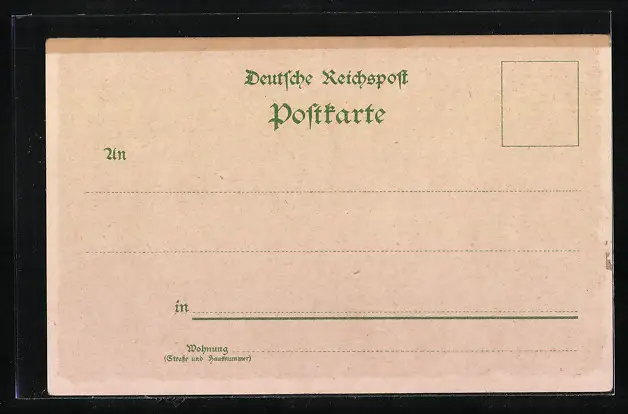 Deutsche Reichspost
Postkarte
An
in
Wohnung
(Straße und Hausnummer)